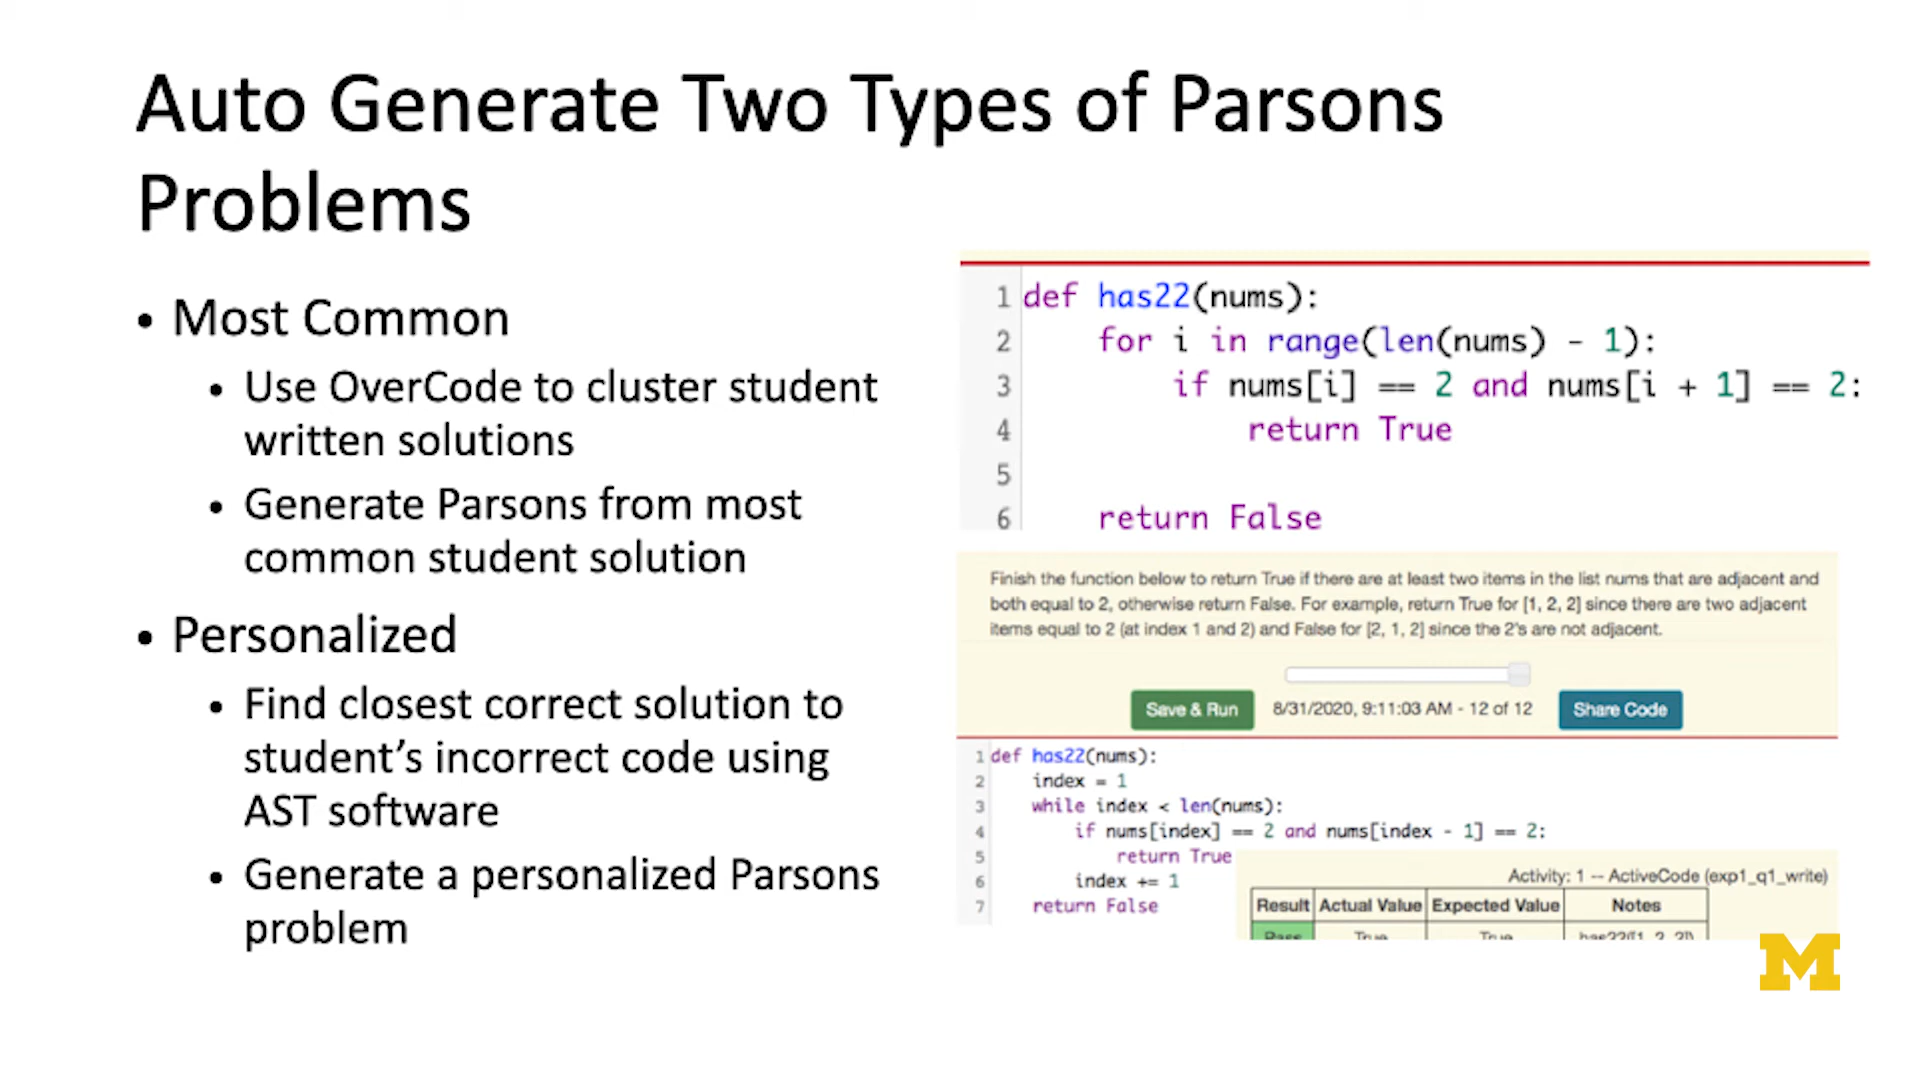 Auto Generate Two Types of Parsons
Problems
• Most Common
• Use OverCode to cluster student
written solutions
• Generate Parsons from most
common student solution
• Personalized
• Find closest correct solution to
student’s incorrect code using
AST software
• Generate a personalized Parsons
problem
1 def has22(nums):
2 for i in range(len(nums) - 1):
3 if nums[i] == 2 and nums[i + 1] == 2:
4 return True
5
6 return False
Finish the function below to return True if there are at least two items in the list nums that are adjacent and
both equal to 2, otherwise return False. For example, return True for [1, 2, 2] since there are two adjacent
items equal to 2 (at index 1 and 2) and False for [2, 1, 2] since the 2's are not adjacent.
Save & Run 8/31/2020, 9:11:03 AM - 12 of 12 Share Code
1 def has22(nums):
2 index = 1
3 while index < len(nums):
4 if nums[index] == 2 and nums[index - 1] == 2:
5 return True
6 index += 1
7 return False
Activity: 1 -- ActiveCode (exp1_q1_write)
Result Actual Value Expected Value Notes
Pass True True has22([1, 2, 2])
M